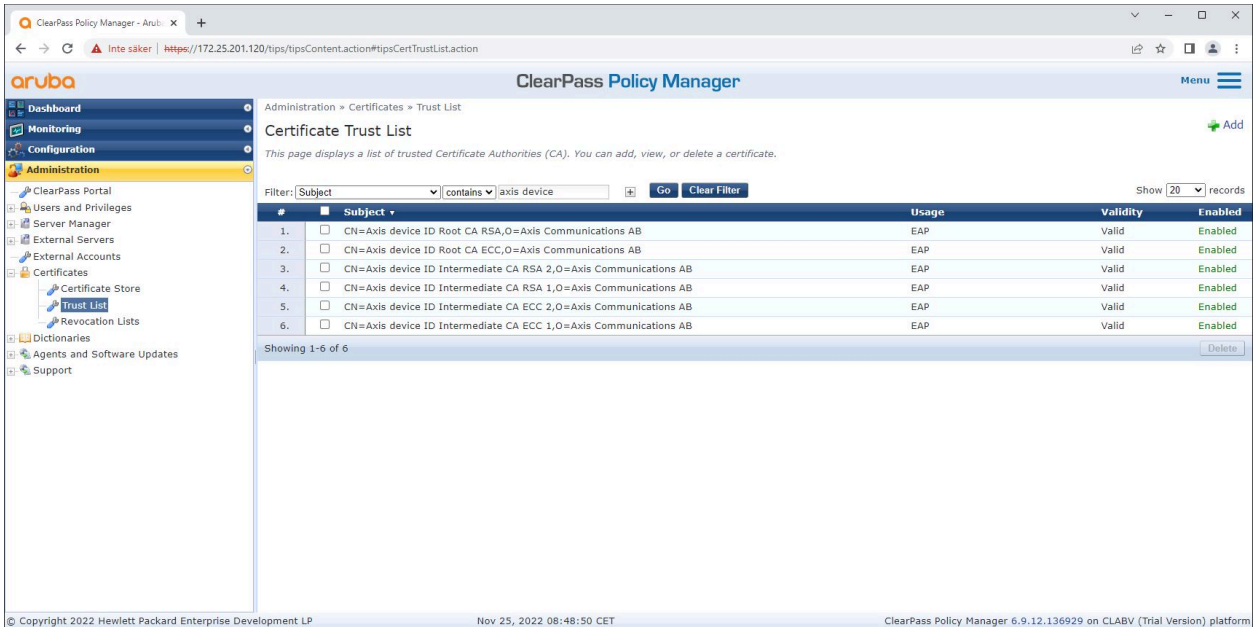 ClearPass Policy Manager - Arub
Inte säker | https://172.25.201.120/tips/tipsContent.action#tipsCertTrustList.action
aruba
ClearPass Policy Manager
Menu
Dashboard
Monitoring
Configuration
Administration
ClearPass Portal
Users and Privileges
Server Manager
External Servers
External Accounts
Certificates
Certificate Store
Trust List
Revocation Lists
Dictionaries
Agents and Software Updates
Support
Administration » Certificates » Trust List
Certificate Trust List
Add
This page displays a list of trusted Certificate Authorities (CA). You can add, view, or delete a certificate.
Filter: Subject contains axis device + Go Clear Filter Show 20 records
# Subject Usage Validity Enabled
1. CN=Axis device ID Root CA RSA,O=Axis Communications AB EAP Valid Enabled
2. CN=Axis device ID Root CA ECC,O=Axis Communications AB EAP Valid Enabled
3. CN=Axis device ID Intermediate CA RSA 2,O=Axis Communications AB EAP Valid Enabled
4. CN=Axis device ID Intermediate CA RSA 1,O=Axis Communications AB EAP Valid Enabled
5. CN=Axis device ID Intermediate CA ECC 2,O=Axis Communications AB EAP Valid Enabled
6. CN=Axis device ID Intermediate CA ECC 1,O=Axis Communications AB EAP Valid Enabled
Showing 1-6 of 6 Delete
© Copyright 2022 Hewlett Packard Enterprise Development LP Nov 25, 2022 08:48:50 CET ClearPass Policy Manager 6.9.12.136929 on CLABV (Trial Version) platform